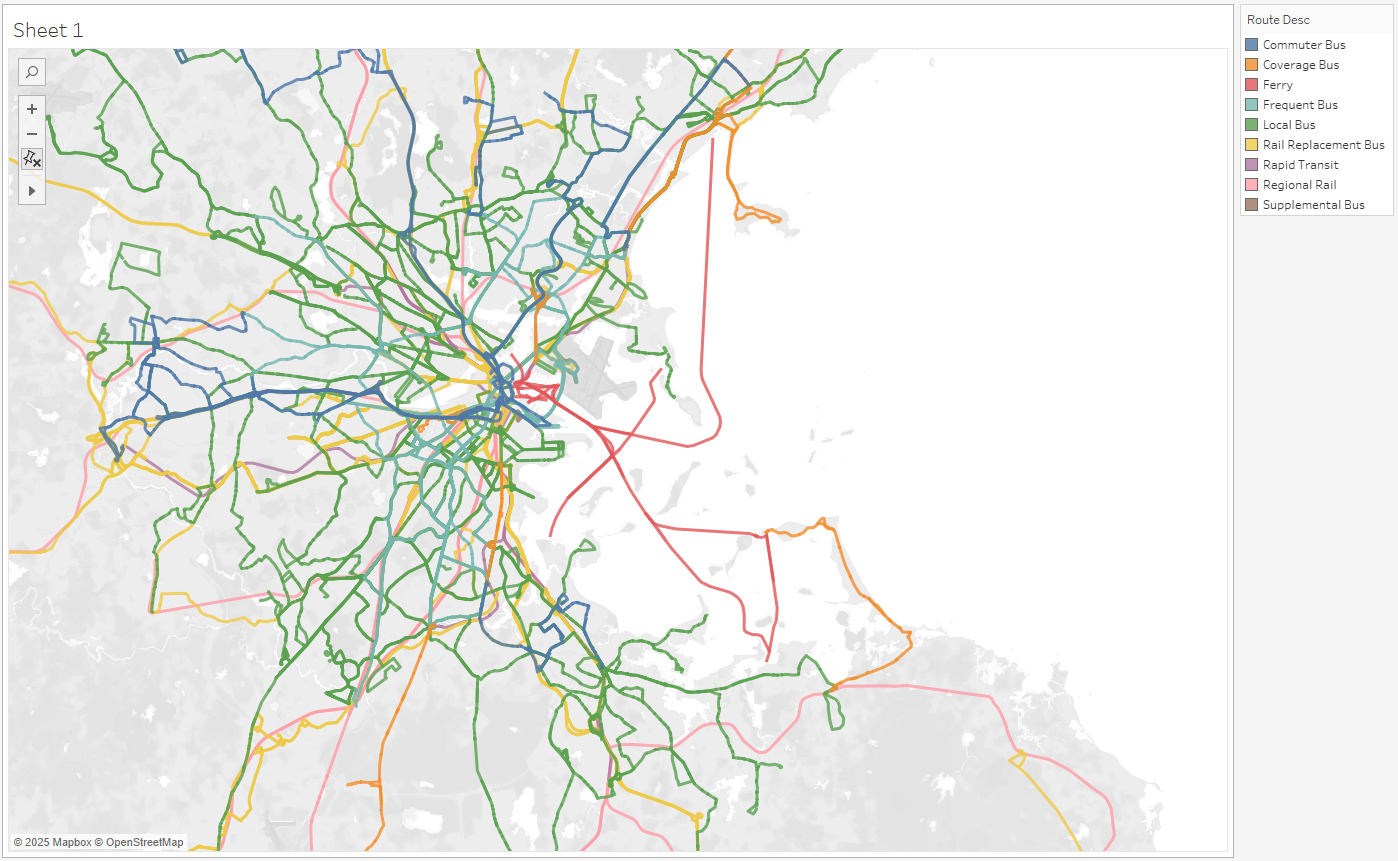 Sheet 1
Route Desc
Commuter Bus
Coverage Bus
Ferry
Frequent Bus
Local Bus
Rail Replacement Bus
Rapid Transit
Regional Rail
Supplemental Bus
© 2025 Mapbox © OpenStreetMap